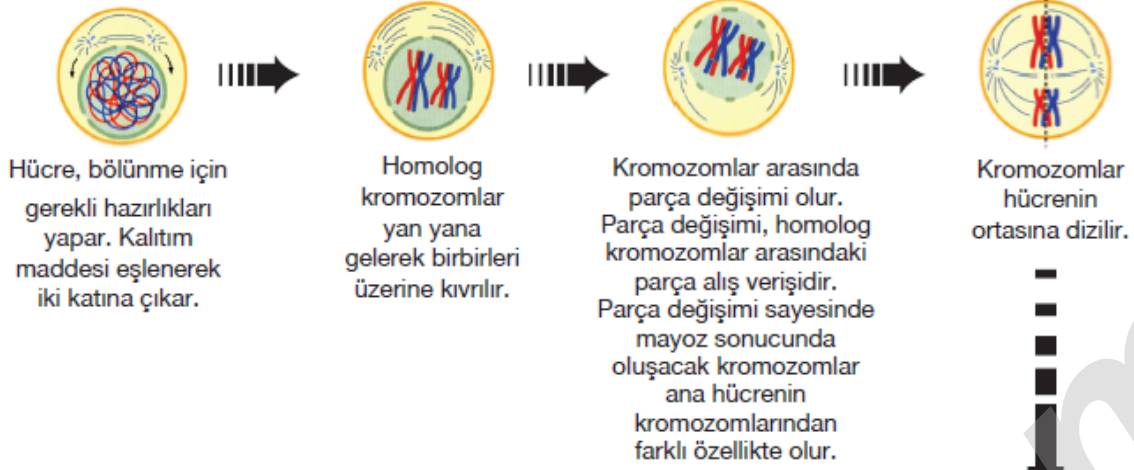 Hücre, bölünme için
gerekli hazırlıkları
yapar. Kalıtım
maddesi eşlenerek
iki katına çıkar.
Homolog
kromozomlar
yan yana
gelerek birbirleri
üzerine kıvrılır.
Kromozomlar arasında
parça değişimi olur.
Parça değişimi, homolog
kromozomlar arasındaki
parça alış verişidir.
Parça değişimi sayesinde
mayoz sonucunda
oluşacak kromozomlar
ana hücrenin
kromozomlarından
farklı özellikte olur.
Kromozomlar
hücrenin
ortasına dizilir.